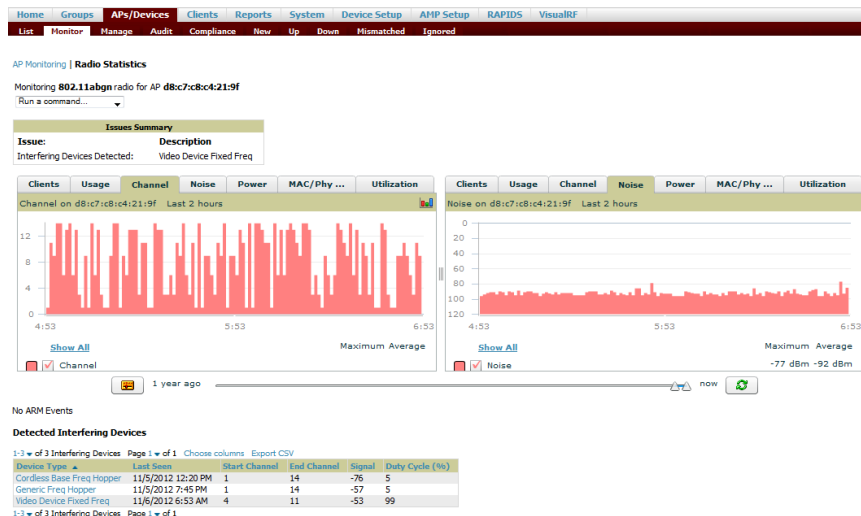 Home Groups APs/Devices Clients Reports System Device Setup AMP Setup RAPIDS VisualRF
List Monitor Manage Audit Compliance New Up Down Mismatched Ignored
AP Monitoring | Radio Statistics
Monitoring 802.11abgn radio for AP d8:c7:c8:c4:21:9f
Run a command...
Issues Summary
Issue: Description
Interfering Devices Detected: Video Device Fixed Freq
Clients Usage Channel Noise Power MAC/Phy ... Utilization
Channel on d8:c7:c8:c4:21:9f Last 2 hours
12
8
4
0
4:53 5:53 6:53
Show All Maximum Average
Channel
Clients Usage Channel Noise Power MAC/Phy ... Utilization
Noise on d8:c7:c8:c4:21:9f Last 2 hours
0
20
40
60
80
100
120
4:53 5:53 6:53
Show All Maximum Average
Noise -77 dBm -92 dBm
1 year ago now
No ARM Events
Detected Interfering Devices
1-3 of 3 Interfering Devices Page 1 of 1 Choose columns Export CSV
Device Type Last Seen Start Channel End Channel Signal Duty Cycle (%)
Cordless Base Freq Hopper 11/5/2012 12:20 PM 1 14 -76 5
Generic Freq Hopper 11/5/2012 7:45 PM 1 14 -57 5
Video Device Fixed Freq 11/6/2012 6:53 AM 4 11 -53 99
1-3 of 3 Interfering Devices Page 1 of 1